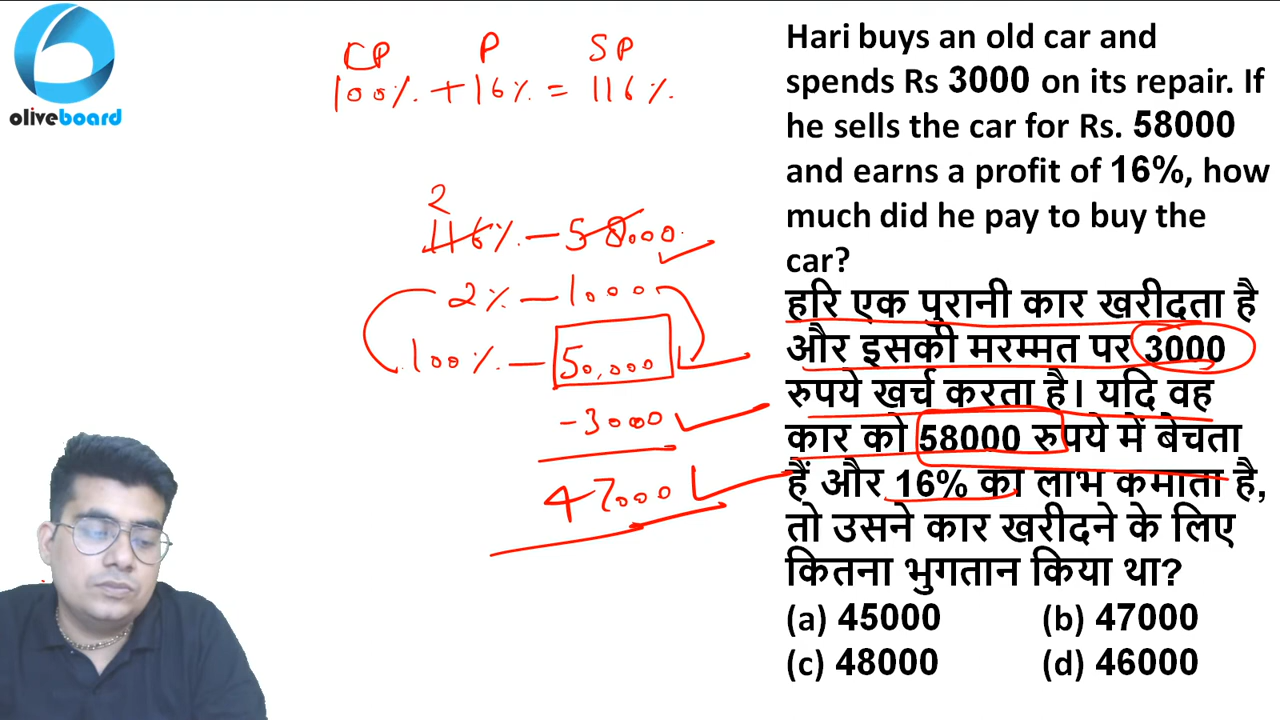 oliveboard
CP P SP
100% + 16% = 116%
2
116% — 58000
2% — 1000
100% — 50,000
-3000
47000
Hari buys an old car and
spends Rs 3000 on its repair. If
he sells the car for Rs. 58000
and earns a profit of 16%, how
much did he pay to buy the
car?
हरि एक पुरानी कार खरीदता है
और इसकी मरम्मत पर 3000
रुपये खर्च करता है। यदि वह
कार को 58000 रुपये में बेचता
हैं और 16% का लाभ कमाता है,
तो उसने कार खरीदने के लिए
कितना भुगतान किया था?
(a) 45000 (b) 47000
(c) 48000 (d) 46000